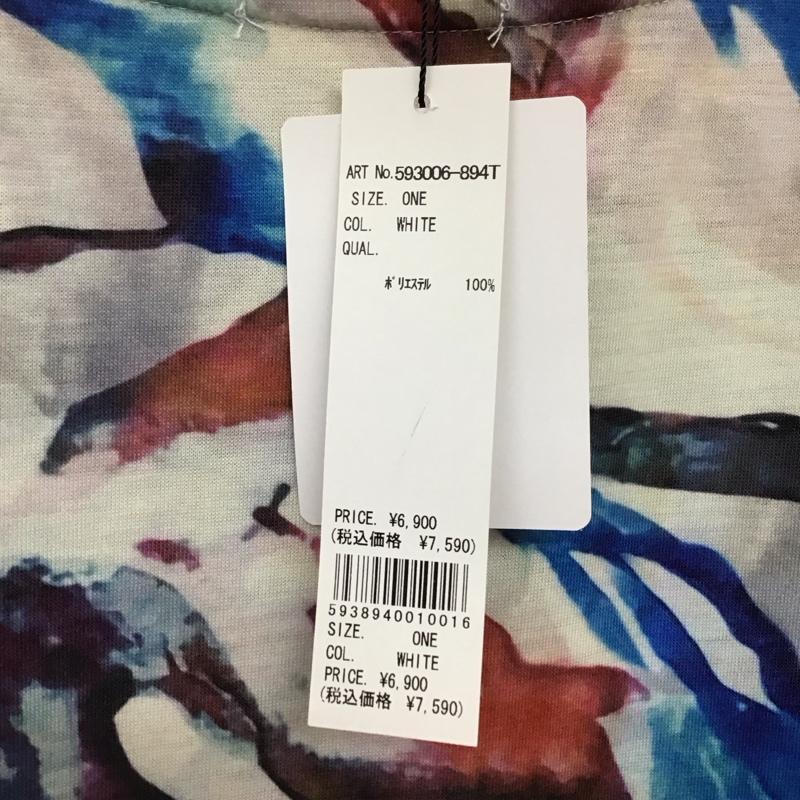 ART No.593006-894T
SIZE. ONE
COL. WHITE
QUAL.
ポリエステル 100%
PRICE. ¥6,900
(税込価格 ¥7,590)
5938940010016
SIZE. ONE
COL. WHITE
PRICE. ¥6,900
(税込価格 ¥7,590)